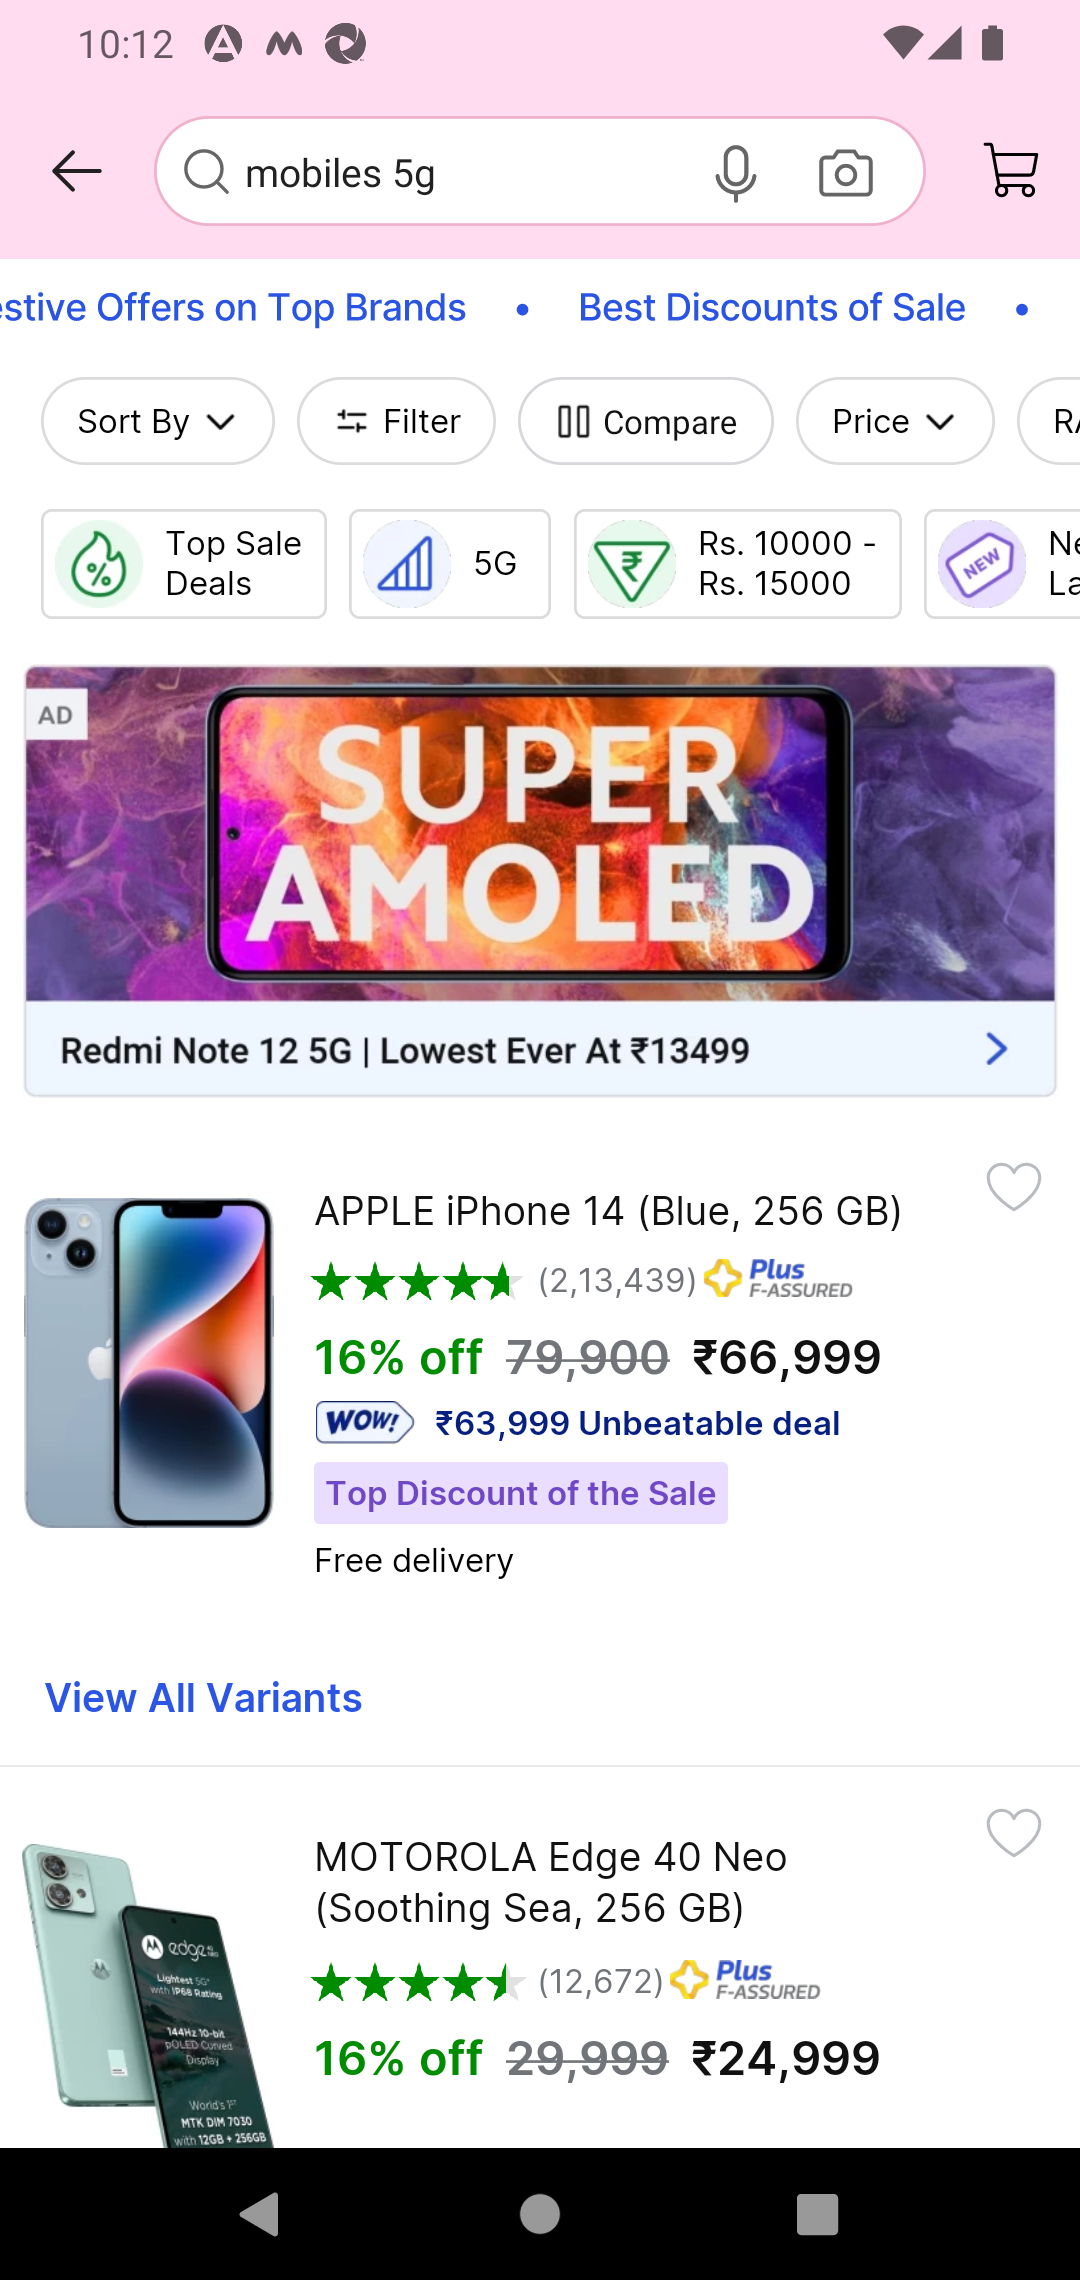 10:12
mobiles 5g
estive Offers on Top Brands • Best Discounts of Sale •
Sort By Filter Compare Price RA
Top Sale Deals
5G
Rs. 10000 - Rs. 15000
NEW
Ne
La
AD
SUPER
AMOLED
Redmi Note 12 5G | Lowest Ever At ₹13499
APPLE iPhone 14 (Blue, 256 GB)
(2,13,439) Plus F-ASSURED
16% off 79,900 ₹66,999
WOW! ₹63,999 Unbeatable deal
Top Discount of the Sale
Free delivery
View All Variants
MOTOROLA Edge 40 Neo
(Soothing Sea, 256 GB)
(12,672) Plus F-ASSURED
16% off 29,999 ₹24,999
edge
Lightest 5G
with IP68 Rating
144Hz 10-bit
pOLED Curved
Display
World's 1ST
MTK DIM 7030
with 12GB + 256GB